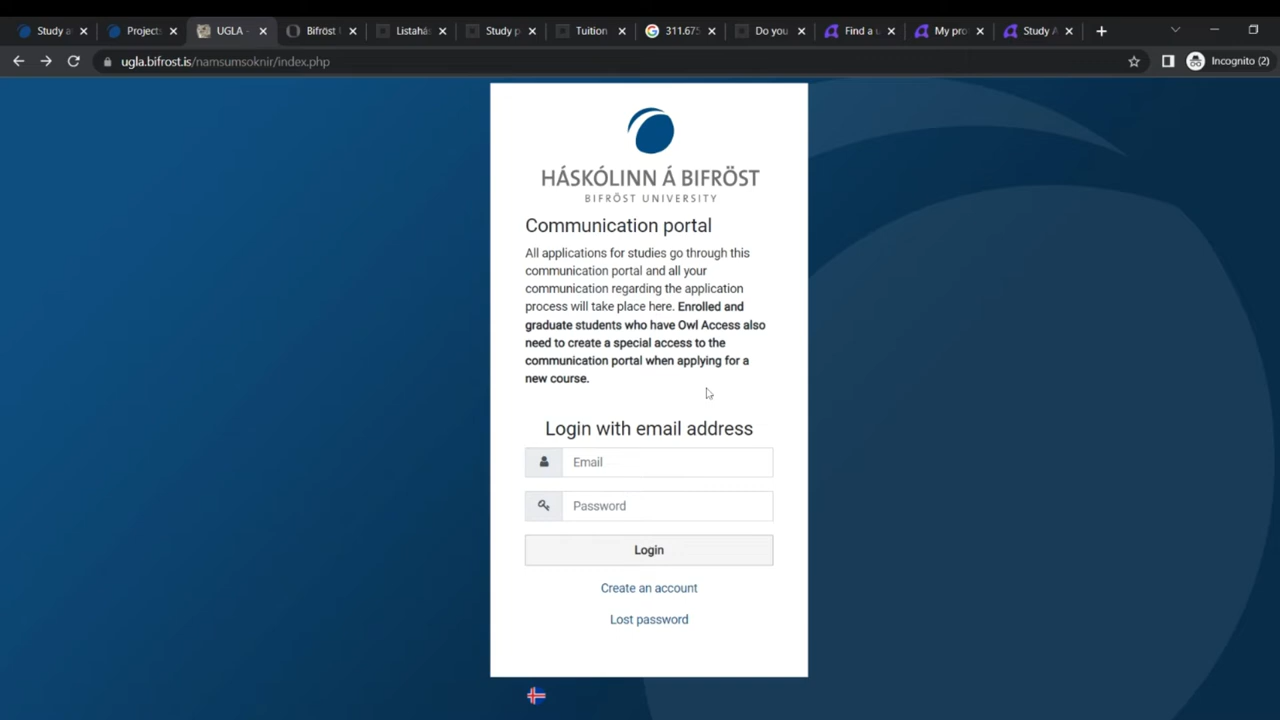 Study a
Projects
UGLA -
Bifröst
Listahás
Study p
Tuition
311.675
Do you
Find a u
My pro
Study A
ugla.bifrost.is/namsumsoknir/index.php
Incognito (2)
HÁSKÓLINN Á BIFRÖST
BIFRÖST UNIVERSITY
Communication portal
All applications for studies go through this
communication portal and all your
communication regarding the application
process will take place here. Enrolled and
graduate students who have Owl Access also
need to create a special access to the
communication portal when applying for a
new course.
Login with email address
Email
Password
Login
Create an account
Lost password